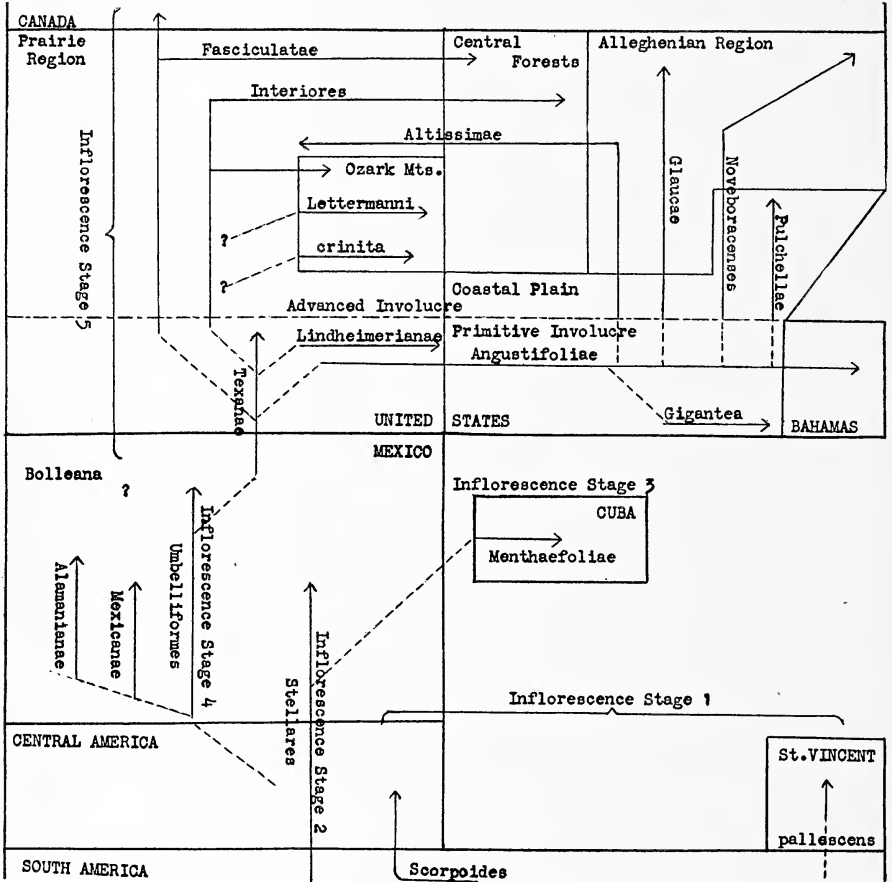 CANADA
Prairie
Region
Fasciculatae
Central
Forests
Alleghenian Region
Interiores
Altissimae
Inflorescence Stage 5
Ozark Mts.
Glaucae
Noveboracenses
Lettermanni
?
Pulchellae
crinita
?
Coastal Plain
Advanced Involucre
Lindheimerianae
Primitive Involucre
Angustifoliae
Texanae
Gigantea
UNITED
STATES
BAHAMAS
MEXICO
Bolleana
?
Inflorescence Stage 3
CUBA
Menthaefoliae
Alamanianae
Mexicanae
Umbelliformes
Inflorescence Stage 4
Stellares
Inflorescence Stage 2
Inflorescence Stage 1
CENTRAL AMERICA
St.VINCENT
pallescens
SOUTH AMERICA
Scorpoides